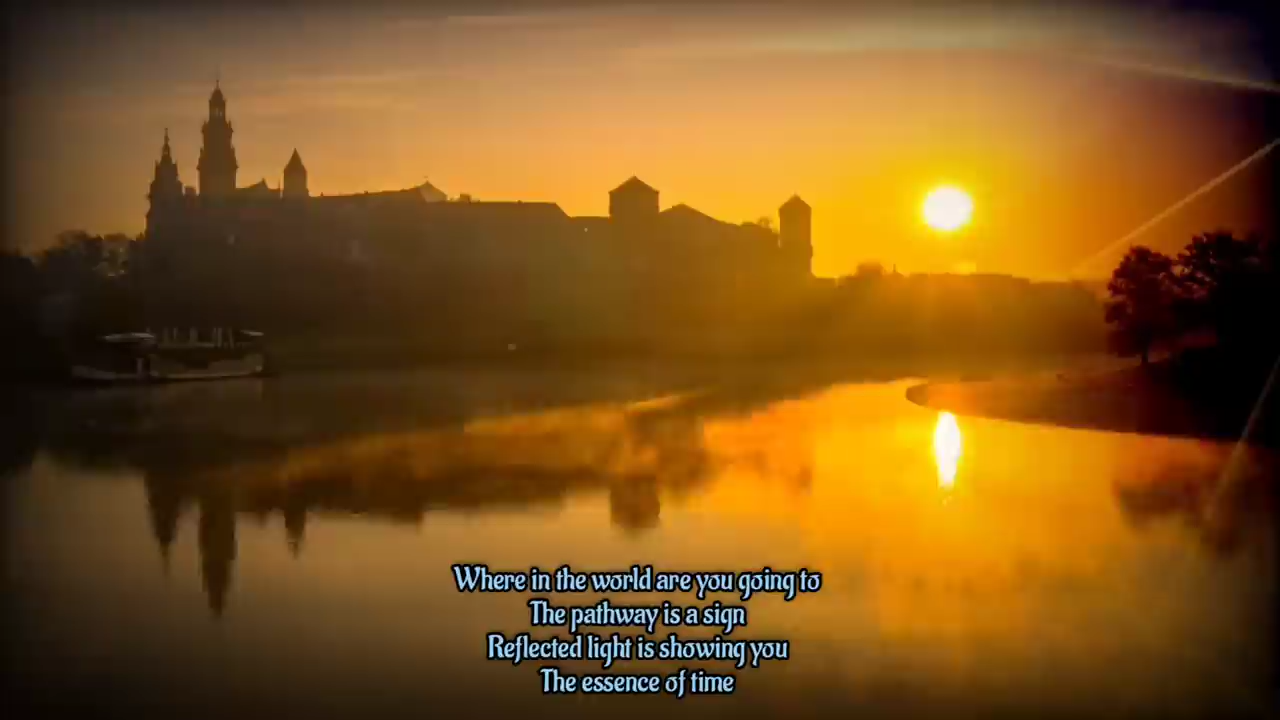 Where in the world are you going to
The pathway is a sign
Reflected light is showing you
The essence of time